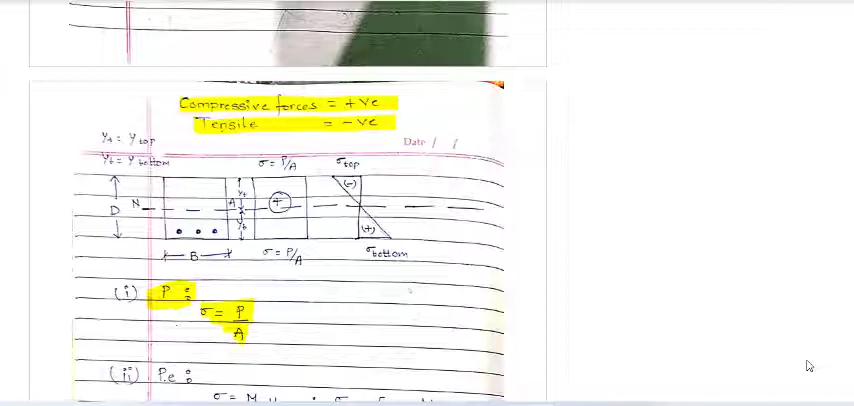 Compressive forces = +ve
Tensile = -ve
Date / /
Yt = Y top
Yb = Y bottom
σ = P/A
σtop
(-)
D
N
A
Yt
+
Yb
(+)
B
σ = P/A
σbottom
(i) P :
σ = P
A
(ii) P.e :
σ = M